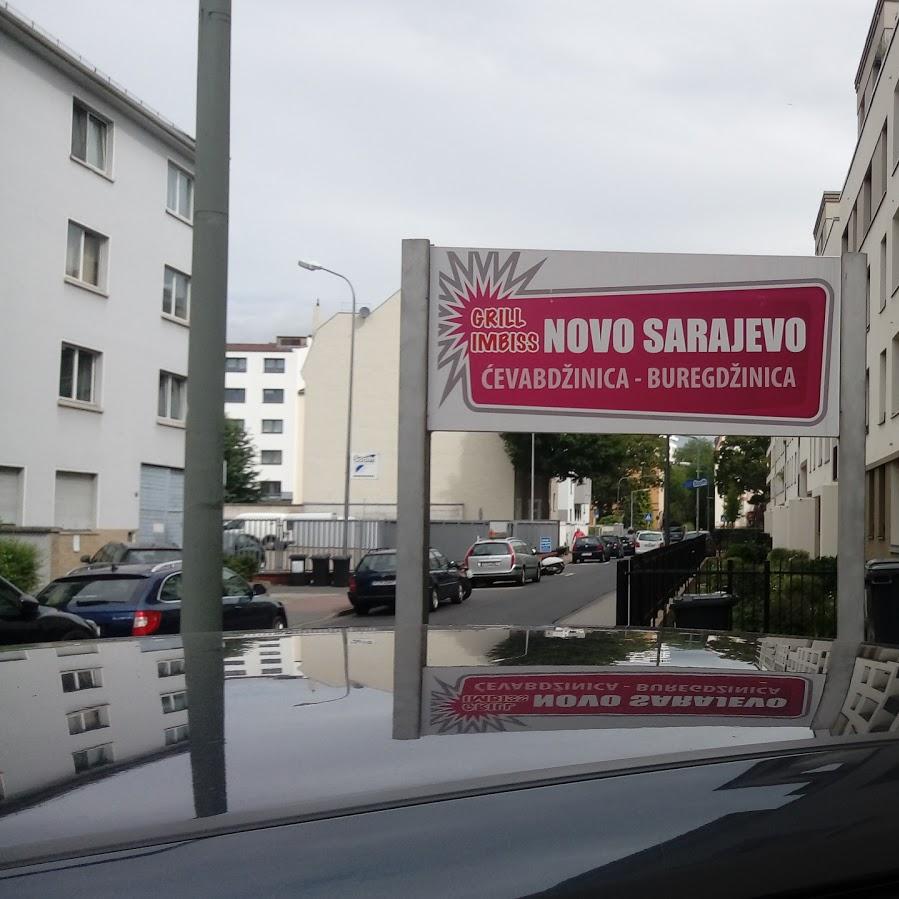 GRILL
IMBISS
NOVO SARAJEVO
ĆEVABDŽINICA - BUREGDŽINICA